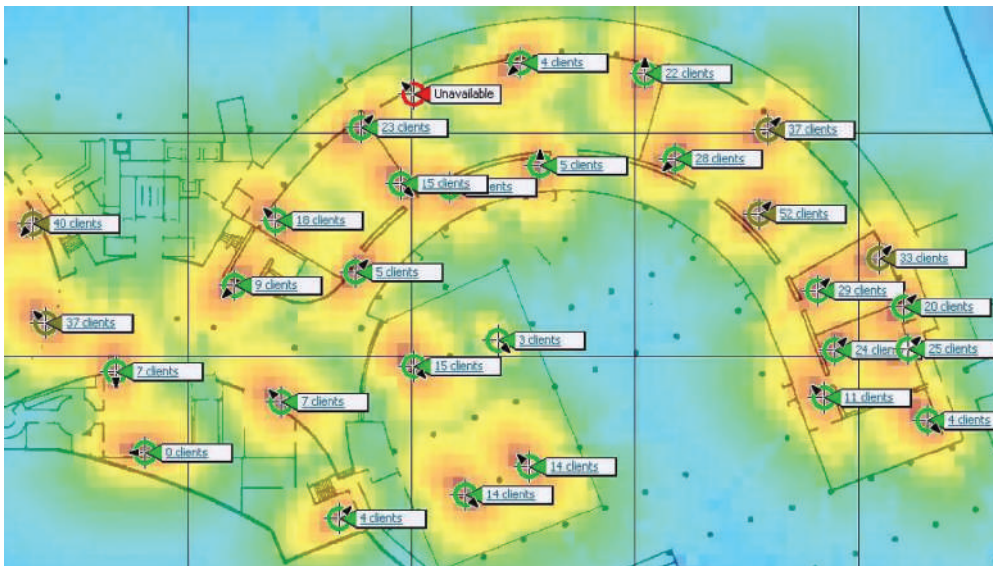 4 clients
22 clients
Unavailable
23 clients
37 clients
28 clients
5 clients
15 clients
clients
18 clients
40 clients
52 clients
33 clients
5 clients
9 clients
29 clients
20 clients
37 clients
3 clients
24 clien
25 clients
15 clients
7 clients
7 clients
11 clients
4 clients
0 clients
14 clients
14 clients
4 clients